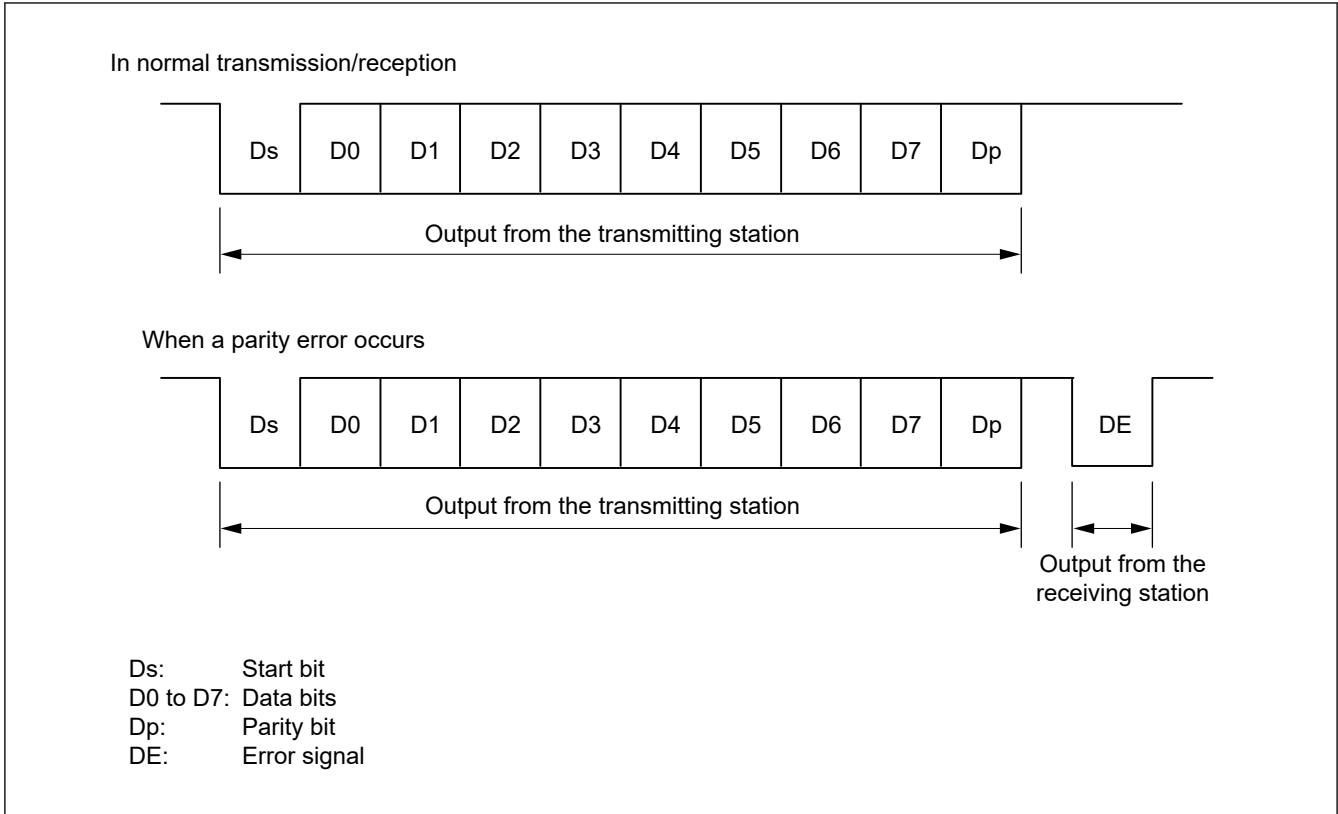 In normal transmission/reception
Ds D0 D1 D2 D3 D4 D5 D6 D7 Dp
Output from the transmitting station
When a parity error occurs
Ds D0 D1 D2 D3 D4 D5 D6 D7 Dp DE
Output from the transmitting station
Output from the
receiving station
Ds: Start bit
D0 to D7: Data bits
Dp: Parity bit
DE: Error signal